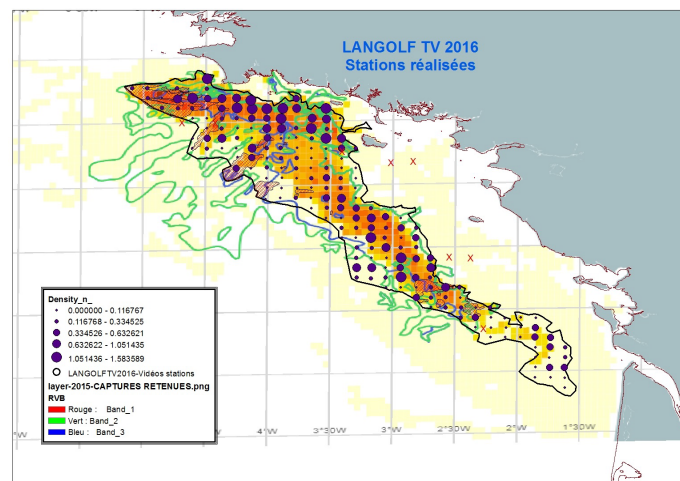 LANGOLF TV 2016
Stations réalisées
Density_n_
0.000000 - 0.116767
0.116768 - 0.334525
0.334526 - 0.632621
0.632622 - 1.051435
1.051436 - 1.583589
LANGOLFTV2016-Vidéos stations
layer-2015-CAPTURES RETENUES.png
RVB
Rouge : Band_1
Vert : Band_2
Bleu : Band_3
°W
4°W
3°30'W
3°W
2°30'W
2°W
1°30'W